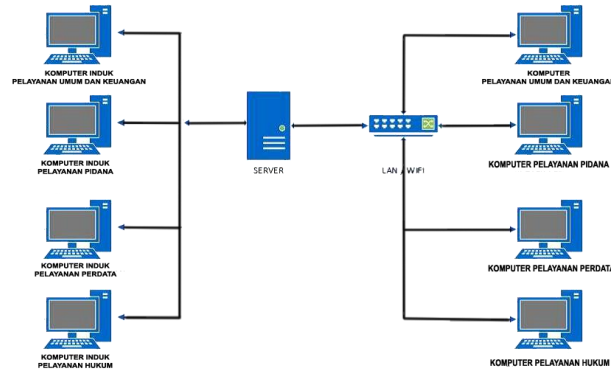 KOMPUTER INDUK
PELAYANAN UMUM DAN KEUANGAN
KOMPUTER INDUK
PELAYANAN PIDANA
KOMPUTER INDUK
PELAYANAN PERDATA
KOMPUTER INDUK
PELAYANAN HUKUM
SERVER
LAN / WIFI
KOMPUTER
PELAYANAN UMUM DAN KEUANGAN
KOMPUTER PELAYANAN PIDANA
KOMPUTER PELAYANAN PERDATA
KOMPUTER PELAYANAN HUKUM